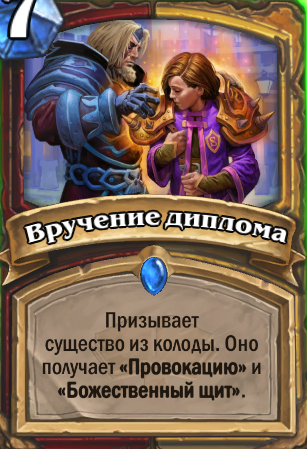 7
Вручение диплома
Призывает
существо из колоды. Оно
получает «Провокацию» и
«Божественный щит».